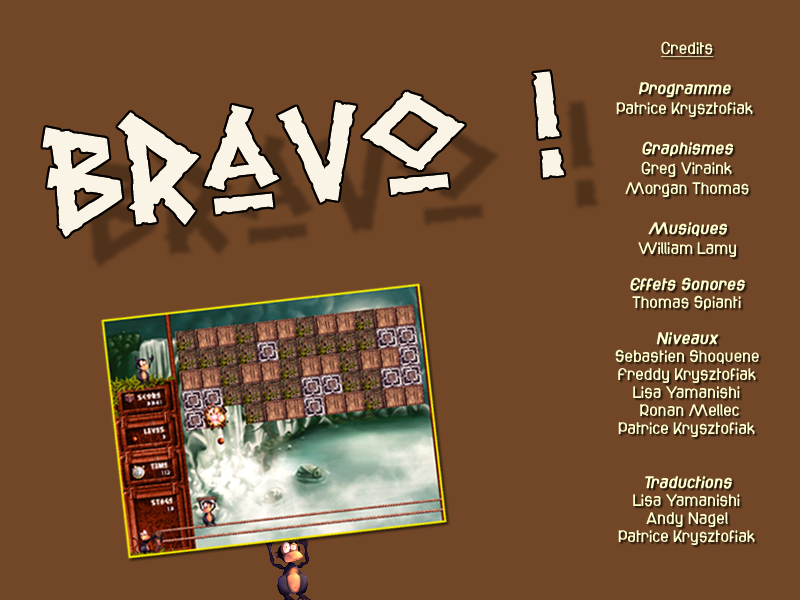 BRAVO !
Credits
Programme
Patrice Krysztofiak
Graphismes
Greg Viraink
Morgan Thomas
Musiques
William Lamy
Effets Sonores
Thomas Spianti
Niveaux
Sebastien Shoquene
Freddy Krysztofiak
Lisa Yamanishi
Ronan Mellec
Patrice Krysztofiak
Traductions
Lisa Yamanishi
Andy Nagel
Patrice Krysztofiak
SCORE
LIVES
TIME
STAGE